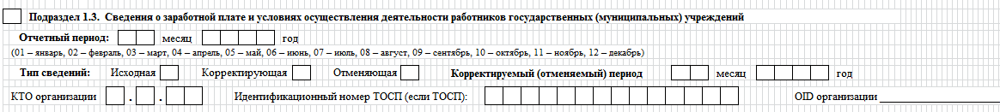 Подраздел 1.3. Сведения о заработной плате и условиях осуществления деятельности работников государственных (муниципальных) учреждений
Отчетный период: месяц год
(01 – январь, 02 – февраль, 03 – март, 04 – апрель, 05 – май, 06 – июнь, 07 – июль, 08 – август, 09 – сентябрь, 10 – октябрь, 11 – ноябрь, 12 – декабрь)
Тип сведений: Исходная Корректирующая Отменяющая Корректируемый (отменяемый) период месяц год
КТО организации . . Идентификационный номер ТОСП (если ТОСП): OID организации ____________________